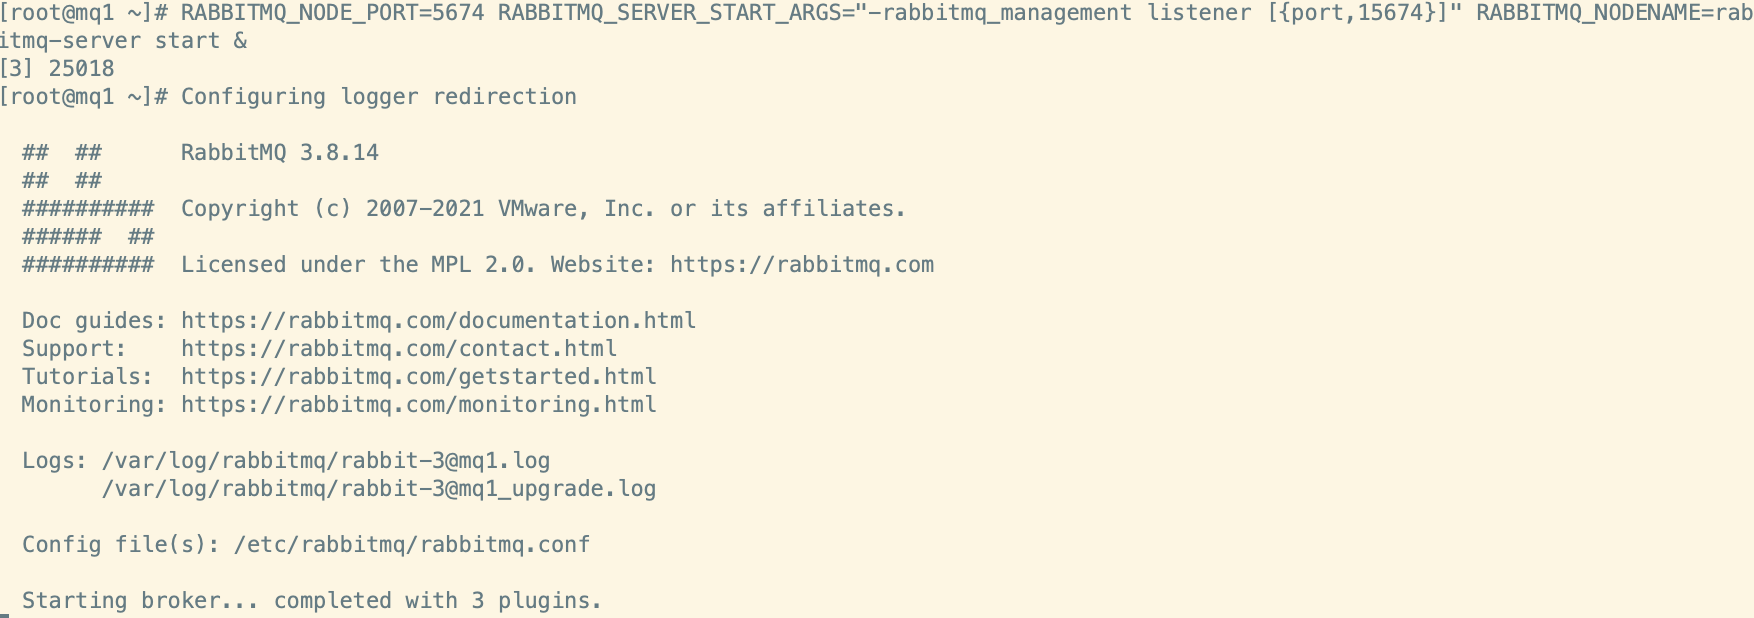 [root@mq1 ~]# RABBITMQ_NODE_PORT=5674 RABBITMQ_SERVER_START_ARGS="-rabbitmq_management listener [{port,15674}]" RABBITMQ_NODENAME=rab
itmq-server start &
[3] 25018
[root@mq1 ~]# Configuring logger redirection
## ## RabbitMQ 3.8.14
## ##
########## Copyright (c) 2007-2021 VMware, Inc. or its affiliates.
###### ##
########## Licensed under the MPL 2.0. Website: https://rabbitmq.com
Doc guides: https://rabbitmq.com/documentation.html
Support: https://rabbitmq.com/contact.html
Tutorials: https://rabbitmq.com/getstarted.html
Monitoring: https://rabbitmq.com/monitoring.html
Logs: /var/log/rabbitmq/rabbit-3@mq1.log
/var/log/rabbitmq/rabbit-3@mq1_upgrade.log
Config file(s): /etc/rabbitmq/rabbitmq.conf
Starting broker... completed with 3 plugins.